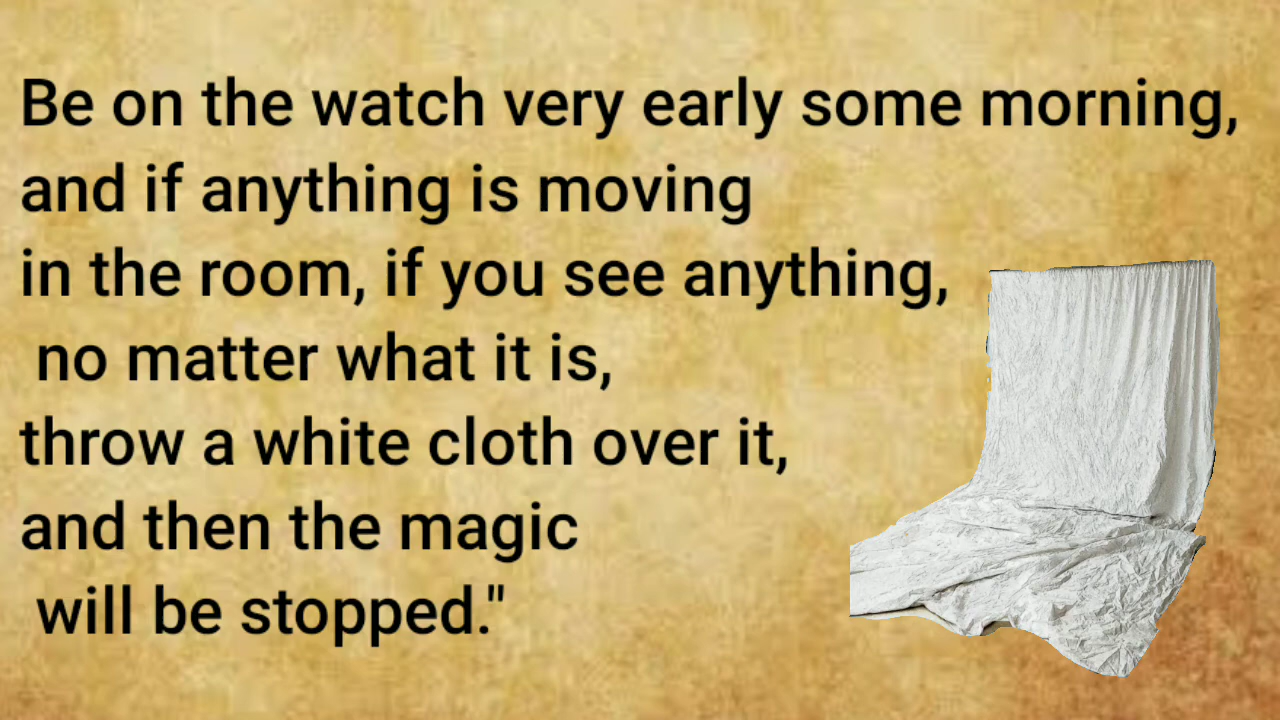 Be on the watch very early some morning,
and if anything is moving
in the room, if you see anything,
no matter what it is,
throw a white cloth over it,
and then the magic
will be stopped."